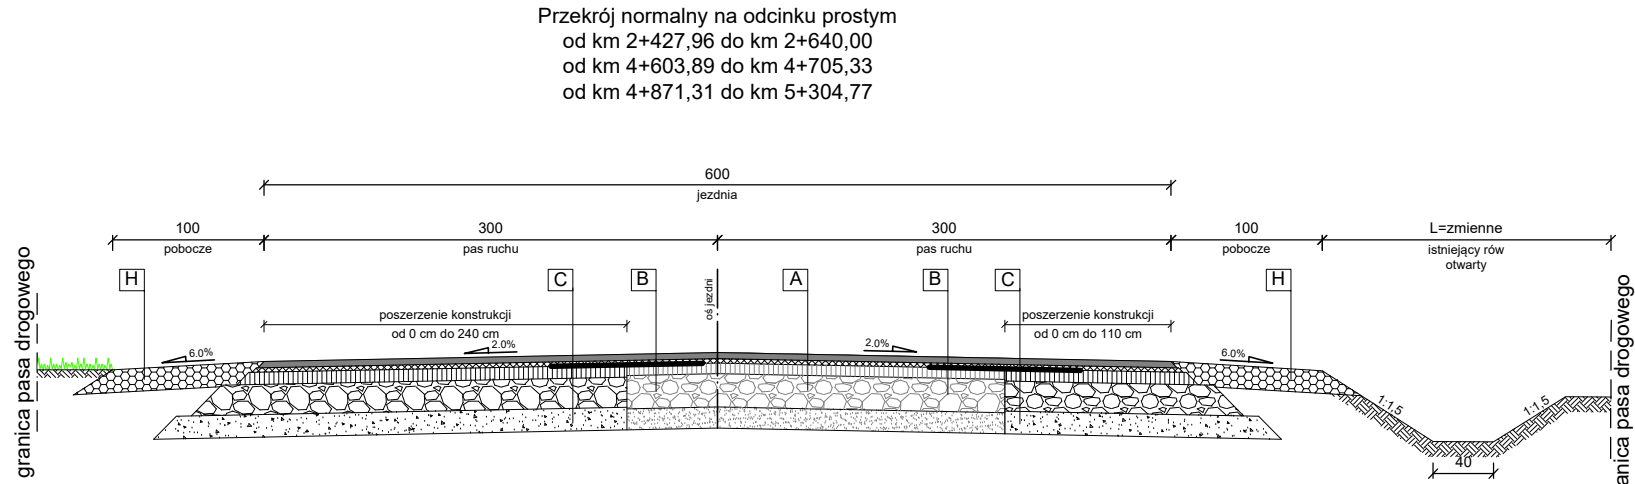 Przekrój normalny na odcinku prostym
od km 2+427,96 do km 2+640,00
od km 4+603,89 do km 4+705,33
od km 4+871,31 do km 5+304,77
600
jezdnia
100
pobocze
300
pas ruchu
300
pas ruchu
100
pobocze
L=zmienne
istniejący rów
otwarty
granica pasa drogowego
H
C
B
oś jezdni
A
B
C
H
poszerzenie konstrukcji
od 0 cm do 240 cm
poszerzenie konstrukcji
od 0 cm do 110 cm
6.0%
2.0%
2.0%
6.0%
1:1,5
1:1,5
40
anica pasa drogowego